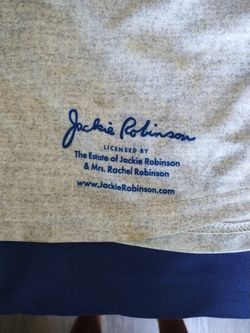 Jackie Robinson
LICENSED BY
The Estate of Jackie Robinson
& Mrs. Rachel Robinson
www.JackieRobinson.com